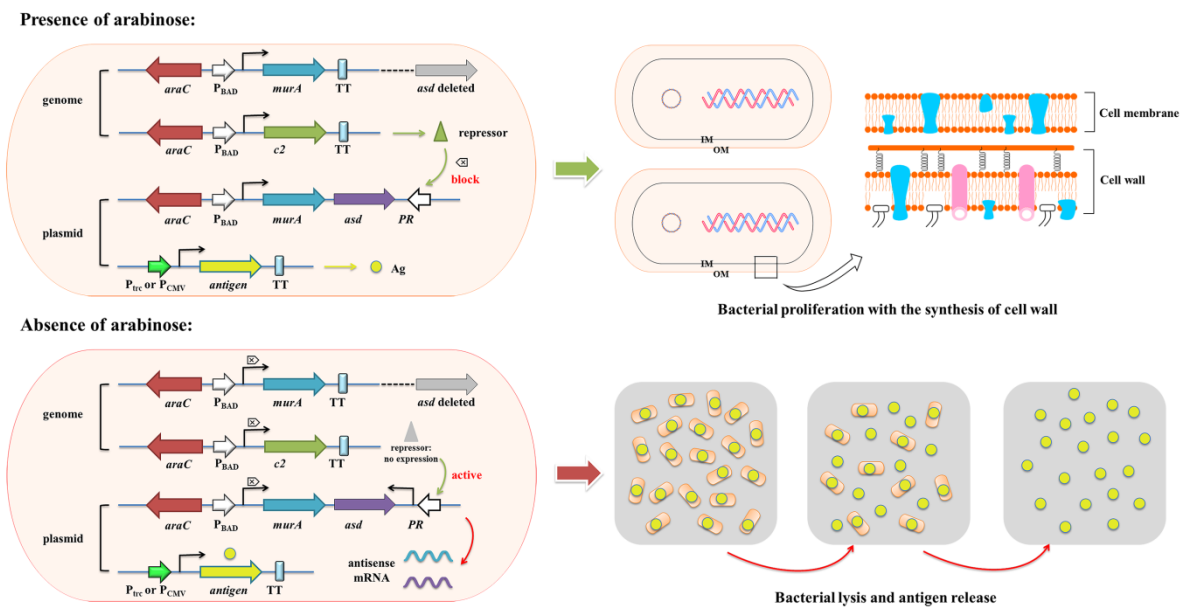 Presence of arabinose:
genome
araC PBAD murA TT asd deleted
araC PBAD c2 TT repressor
block
plasmid
araC PBAD murA asd PR
Ptrc or PCMV antigen TT Ag
IM
OM
IM
OM
Cell membrane
Cell wall
Bacterial proliferation with the synthesis of cell wall
Absence of arabinose:
genome
araC PBAD murA TT asd deleted
araC PBAD c2 TT
repressor:
no expression
active
plasmid
araC PBAD murA asd PR
antisense
mRNA
Ptrc or PCMV antigen TT
Bacterial lysis and antigen release